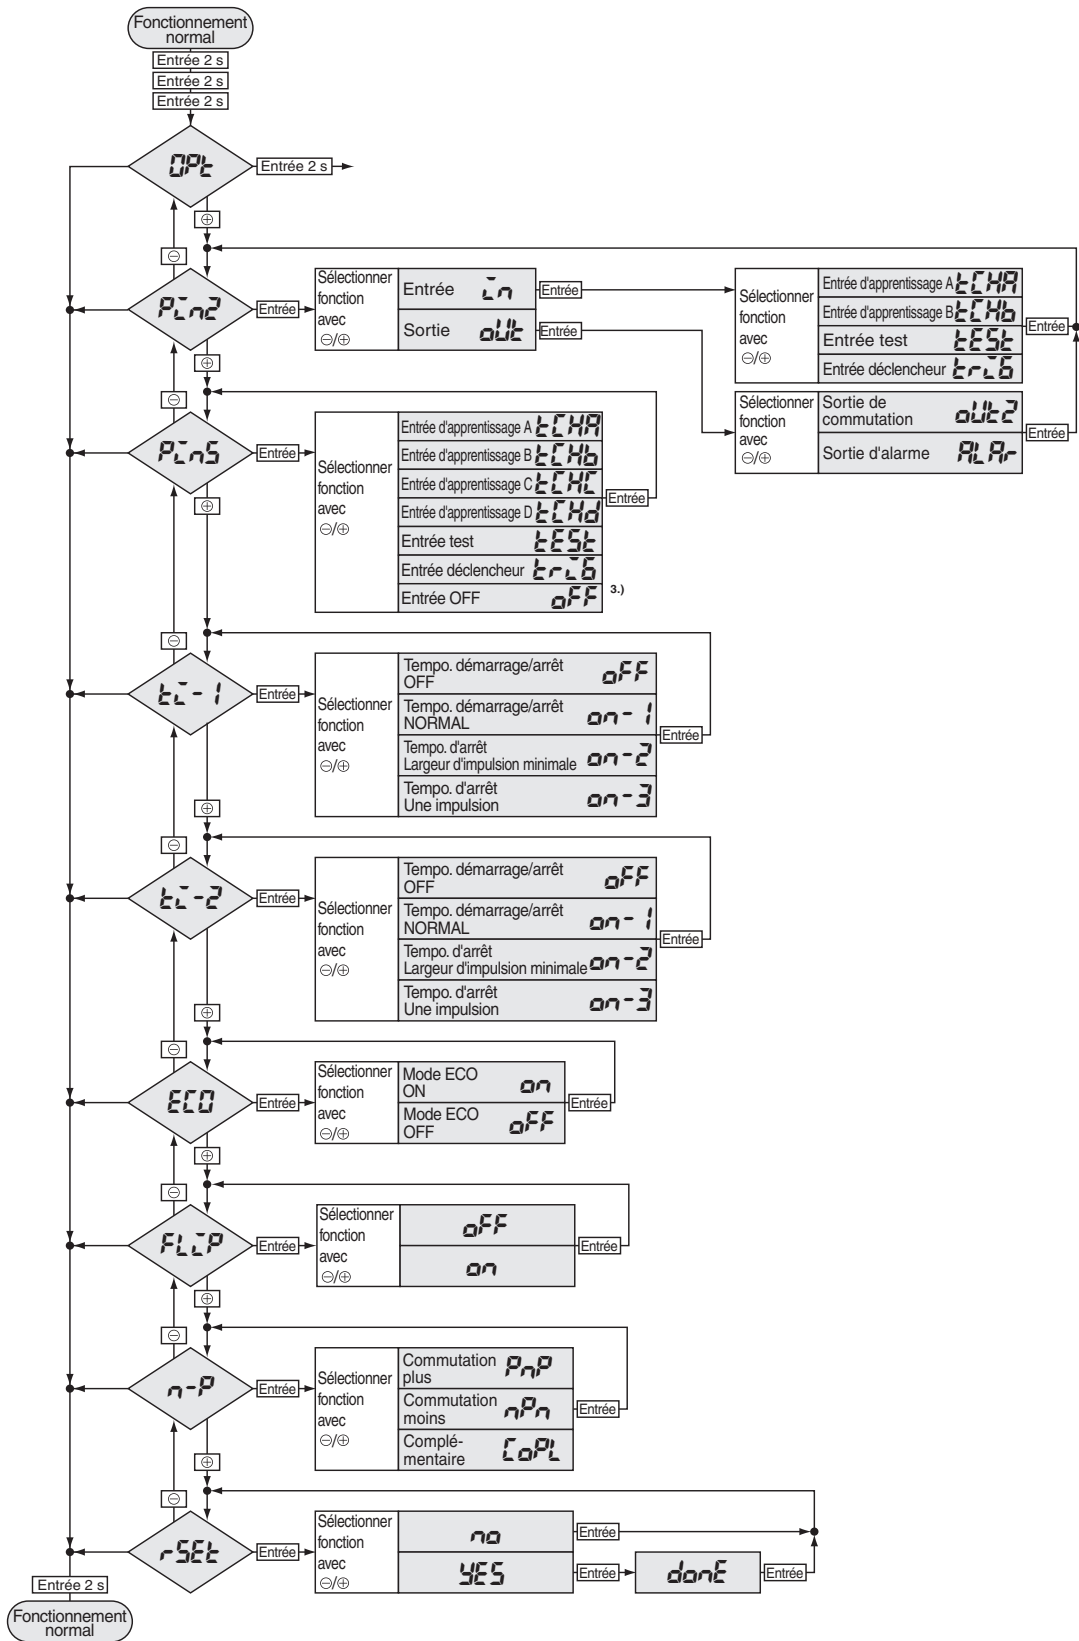 Fonctionnement
normal
Entrée 2 s
Entrée 2 s
Entrée 2 s
OPt
Entrée 2 s
⊕
⊖
Pin2
Entrée
Sélectionner
fonction
avec
⊖/⊕
Entrée in
Entrée
Sortie oUt
Entrée
Sélectionner
fonction
avec
⊖/⊕
Entrée d'apprentissage A tCHA
Entrée d'apprentissage B tCHb
Entrée test tESt
Entrée déclencheur triG
Entrée
Sélectionner
fonction
avec
⊖/⊕
Sortie de
commutation oUt2
Sortie d'alarme ALAr
Entrée
⊕
⊖
Pin5
Entrée
Sélectionner
fonction
avec
⊖/⊕
Entrée d'apprentissage A tCHA
Entrée d'apprentissage B tCHb
Entrée d'apprentissage C tCHC
Entrée d'apprentissage D tCHd
Entrée test tESt
Entrée déclencheur triG
Entrée OFF oFF
Entrée
3.)
⊕
⊖
ti-1
Entrée
Sélectionner
fonction
avec
⊖/⊕
Tempo. démarrage/arrêt
OFF oFF
Tempo. démarrage/arrêt
NORMAL on-1
Tempo. d'arrêt
Largeur d'impulsion minimale on-2
Tempo. d'arrêt
Une impulsion on-3
Entrée
⊕
⊖
ti-2
Entrée
Sélectionner
fonction
avec
⊖/⊕
Tempo. démarrage/arrêt
OFF oFF
Tempo. démarrage/arrêt
NORMAL on-1
Tempo. d'arrêt
Largeur d'impulsion minimale on-2
Tempo. d'arrêt
Une impulsion on-3
Entrée
⊕
⊖
ECO
Entrée
Sélectionner
fonction
avec
⊖/⊕
Mode ECO
ON on
Mode ECO
OFF oFF
Entrée
⊕
⊖
FLiP
Entrée
Sélectionner
fonction
avec
⊖/⊕
oFF
on
Entrée
⊕
⊖
n-P
Entrée
Sélectionner
fonction
avec
⊖/⊕
Commutation
plus PnP
Commutation
moins nPn
Complé-
mentaire CoPL
Entrée
⊕
⊖
rSEt
Entrée
Sélectionner
fonction
avec
⊖/⊕
no
Entrée
YES
Entrée
donE
Entrée
Entrée 2 s
Fonctionnement
normal